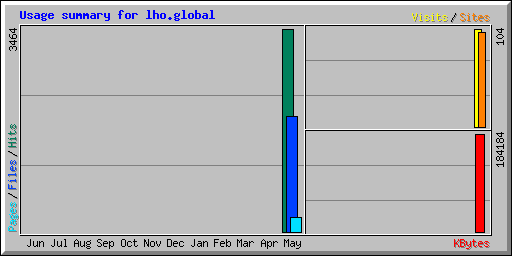 Usage summary for lho.global
Visits / Sites
3464
104
Pages / Files / Hits
184184
Jun Jul Aug Sep Oct Nov Dec Jan Feb Mar Apr May
KBytes